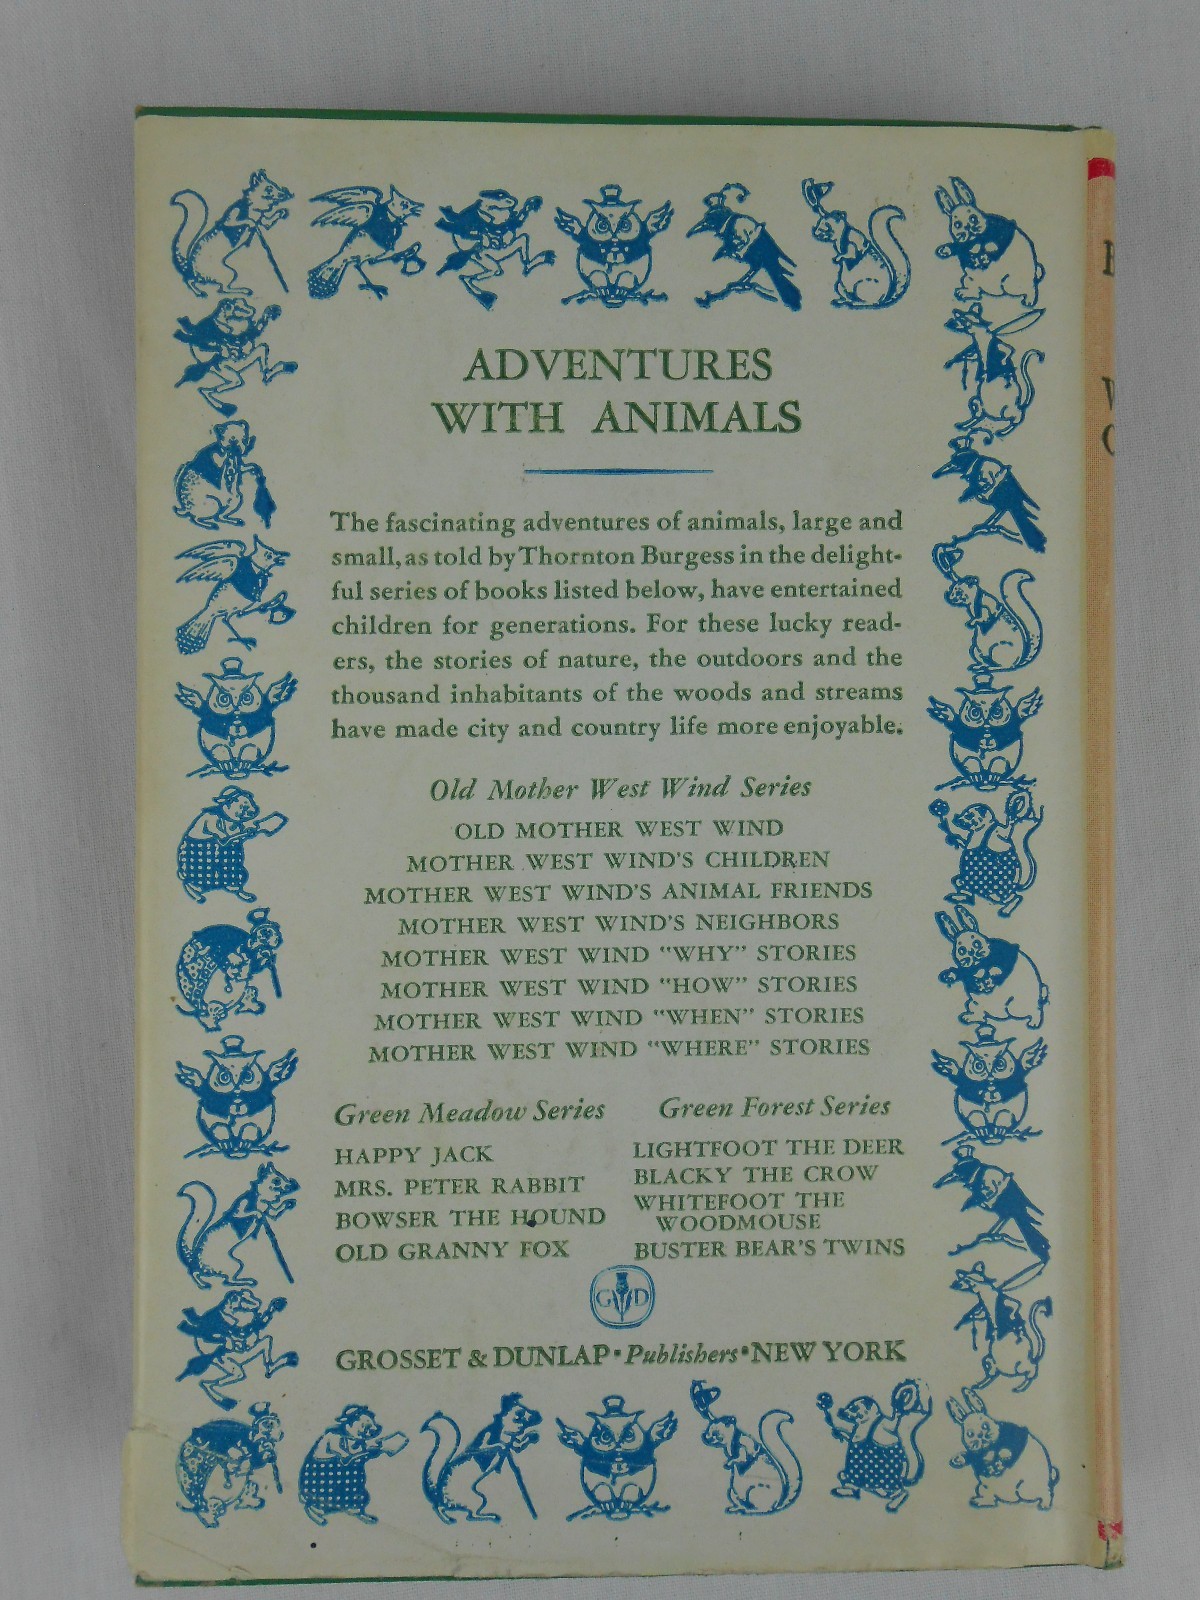 ADVENTURES
WITH ANIMALS
The fascinating adventures of animals, large and
small, as told by Thornton Burgess in the delight-
ful series of books listed below, have entertained
children for generations. For these lucky read-
ers, the stories of nature, the outdoors and the
thousand inhabitants of the woods and streams
have made city and country life more enjoyable.
Old Mother West Wind Series
OLD MOTHER WEST WIND
MOTHER WEST WIND'S CHILDREN
MOTHER WEST WIND'S ANIMAL FRIENDS
MOTHER WEST WIND'S NEIGHBORS
MOTHER WEST WIND "WHY" STORIES
MOTHER WEST WIND "HOW" STORIES
MOTHER WEST WIND "WHEN" STORIES
MOTHER WEST WIND "WHERE" STORIES
Green Meadow Series
HAPPY JACK
MRS. PETER RABBIT
BOWSER THE HOUND
OLD GRANNY FOX
Green Forest Series
LIGHTFOOT THE DEER
BLACKY THE CROW
WHITEFOOT THE
WOODMOUSE
BUSTER BEAR'S TWINS
G D
GROSSET & DUNLAP • Publishers • NEW YORK